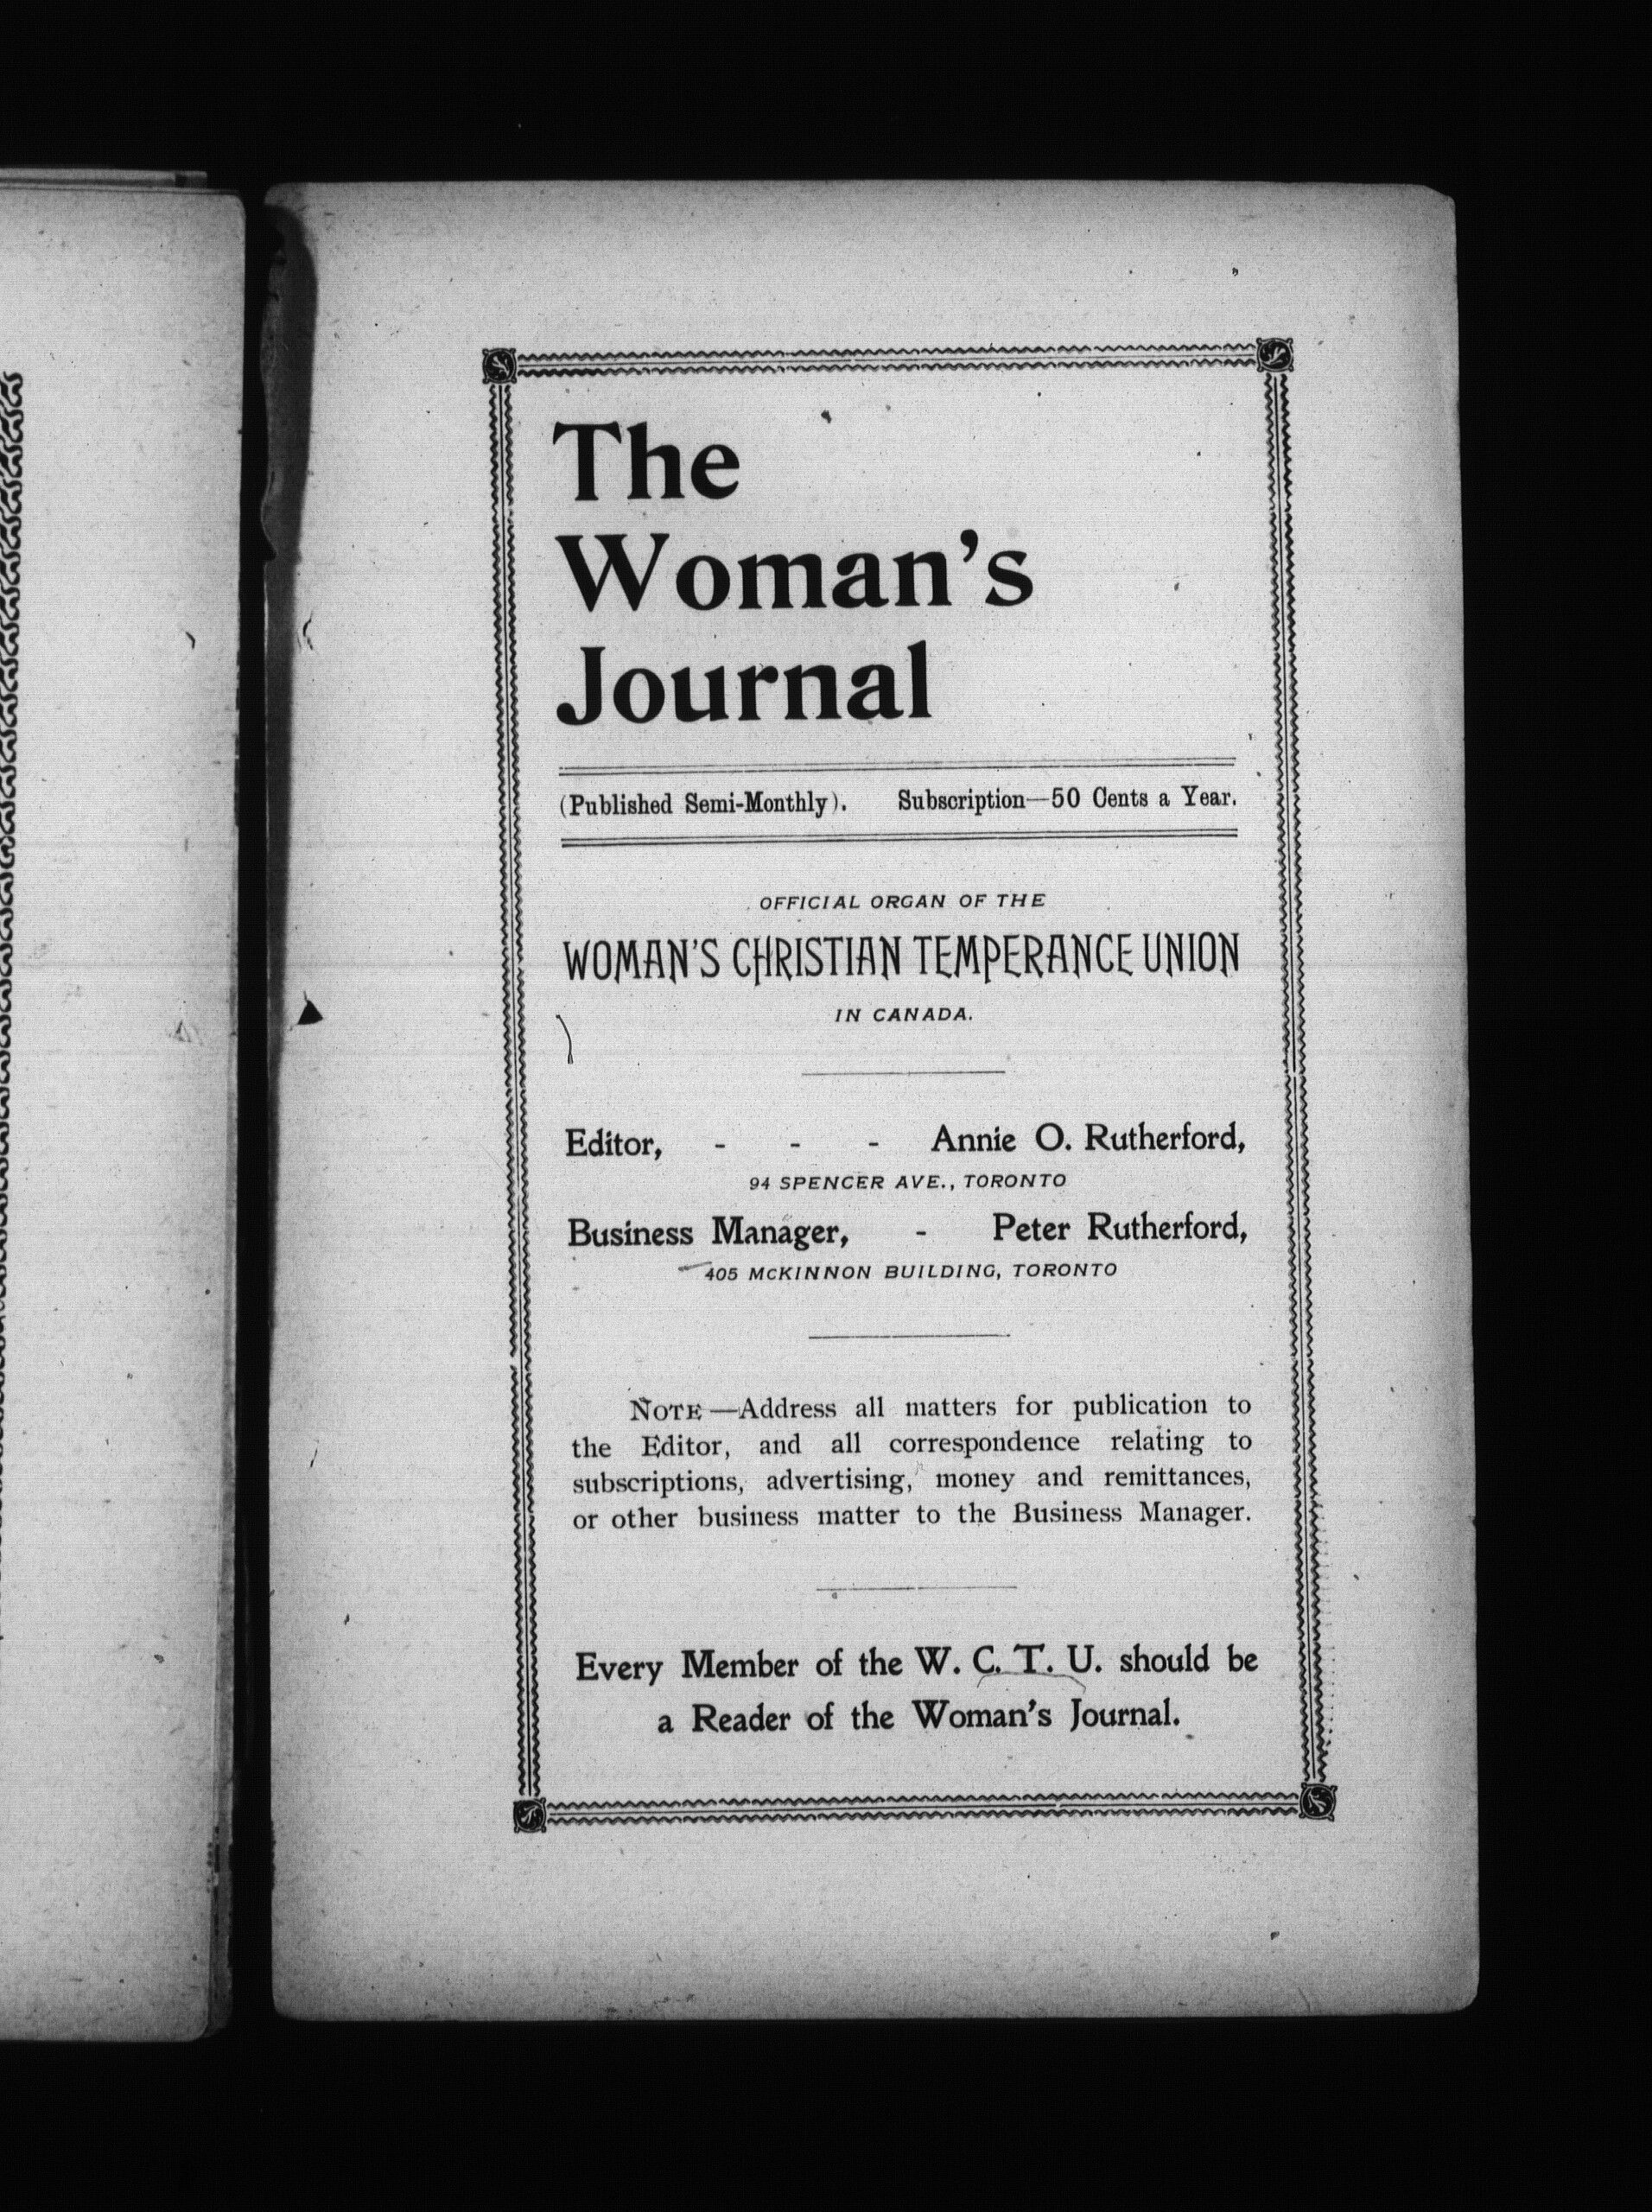 The
Woman's
Journal
(Published Semi-Monthly). Subscription—50 Cents a Year.
OFFICIAL ORGAN OF THE
WOMAN'S CHRISTIAN TEMPERANCE UNION
IN CANADA.
Editor, - - - Annie O. Rutherford,
94 SPENCER AVE., TORONTO
Business Manager, - Peter Rutherford,
405 MCKINNON BUILDING, TORONTO
NOTE—Address all matters for publication to
the Editor, and all correspondence relating to
subscriptions, advertising, money and remittances,
or other business matter to the Business Manager.
Every Member of the W. C. T. U. should be
a Reader of the Woman's Journal.